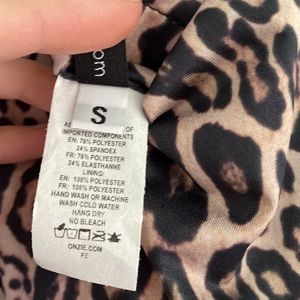 om
S
AS OF
IMPORTED COMPONENTS
EN: 76% POLYESTER
24% SPANDEX
FR: 76% POLYESTER
24% ELASTHANNE
LINING:
EN: 100% POLYESTER
FR: 100% POLYESTER
HAND WASH OR MACHINE
WASH COLD WATER
HANG DRY
NO BLEACH
ONZIE.COM
FE